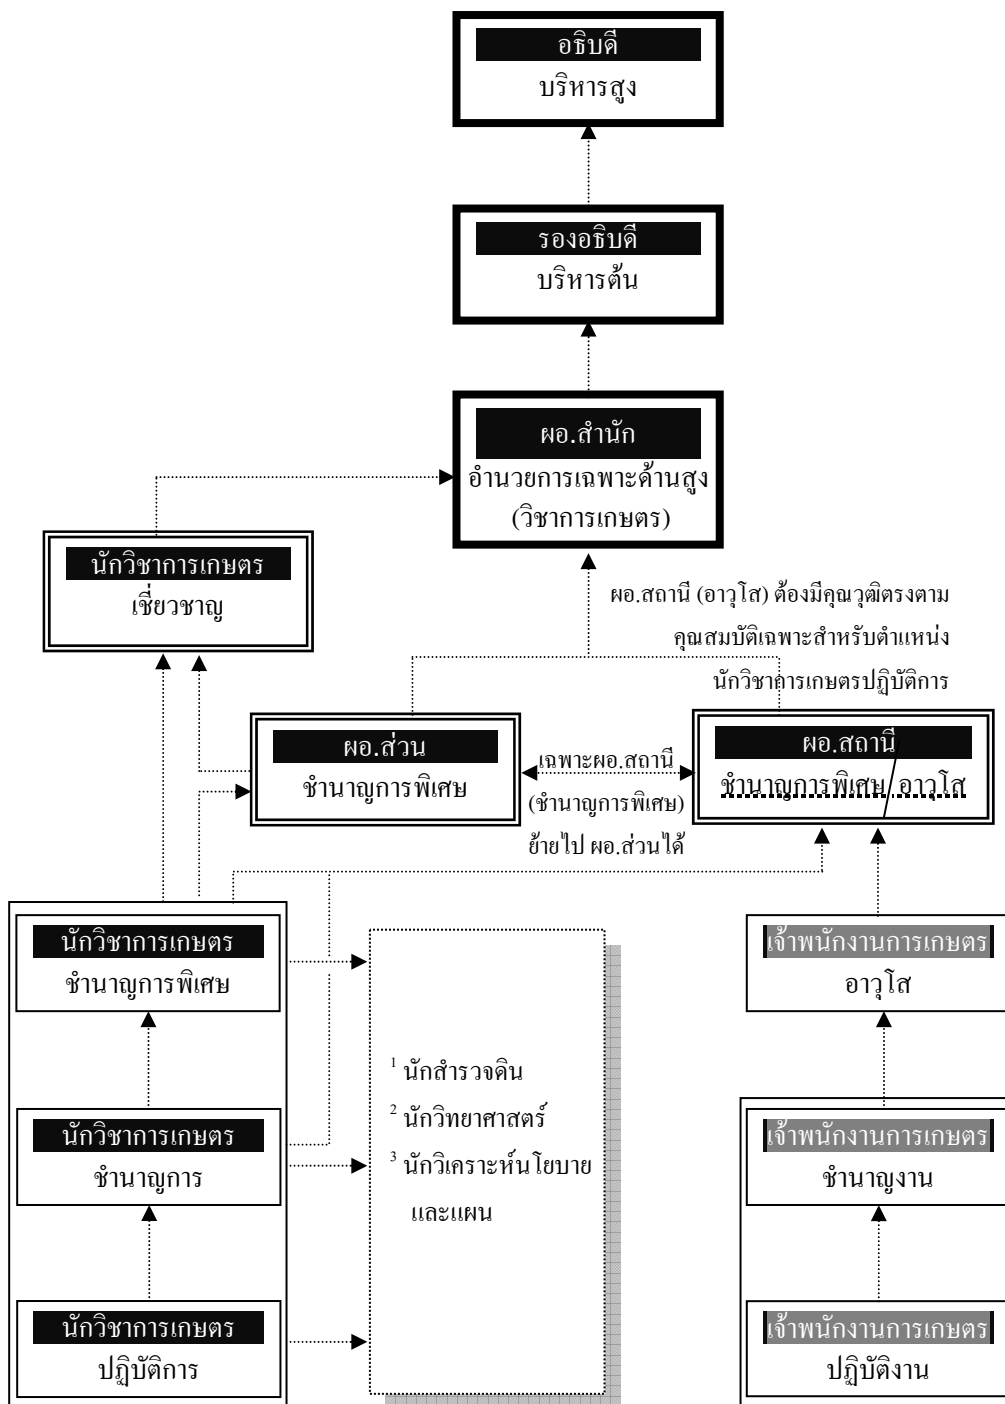 อธิบดี
บริหารสูง
รองอธิบดี
บริหารต้น
ผอ.สำนัก
อำนวยการเฉพาะด้านสูง
(วิชาการเกษตร)
นักวิชาการเกษตร
เชี่ยวชาญ
ผอ.สถานี (อาวุโส) ต้องมีคุณวุฒิตรงตาม
คุณสมบัติเฉพาะสำหรับตำแหน่ง
นักวิชาการเกษตรปฏิบัติการ
ผอ.ส่วน
ชำนาญการพิเศษ
เฉพาะผอ.สถานี
(ชำนาญการพิเศษ)
ย้ายไป ผอ.ส่วนได้
ผอ.สถานี
ชำนาญการพิเศษ / อาวุโส
นักวิชาการเกษตร
ชำนาญการพิเศษ
นักวิชาการเกษตร
ชำนาญการ
นักวิชาการเกษตร
ปฏิบัติการ
1 นักสำรวจดิน
2 นักวิทยาศาสตร์
3 นักวิเคราะห์นโยบาย
และแผน
เจ้าพนักงานการเกษตร
อาวุโส
เจ้าพนักงานการเกษตร
ชำนาญงาน
เจ้าพนักงานการเกษตร
ปฏิบัติงาน